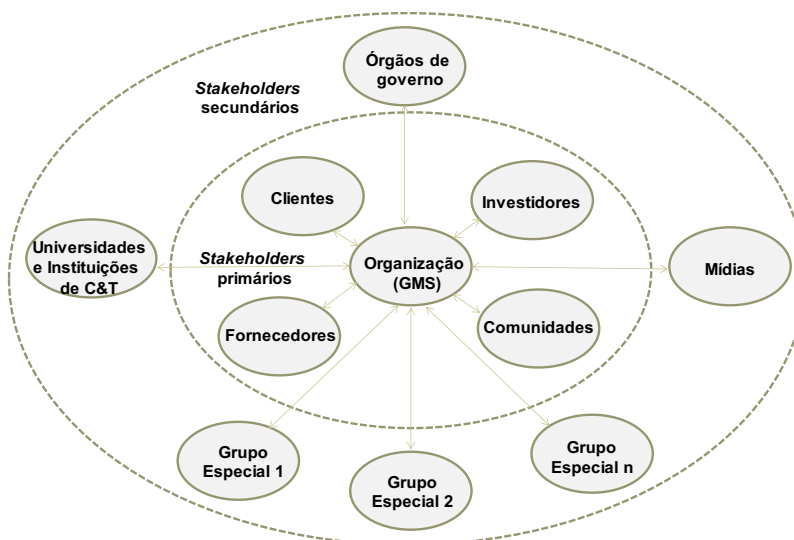 Órgãos de
governo
Stakeholders
secundários
Clientes
Investidores
Universidades
e Instituições
de C&T
Stakeholders
primários
Organização
(GMS)
Mídias
Fornecedores
Comunidades
Grupo
Especial 1
Grupo
Especial 2
Grupo
Especial n